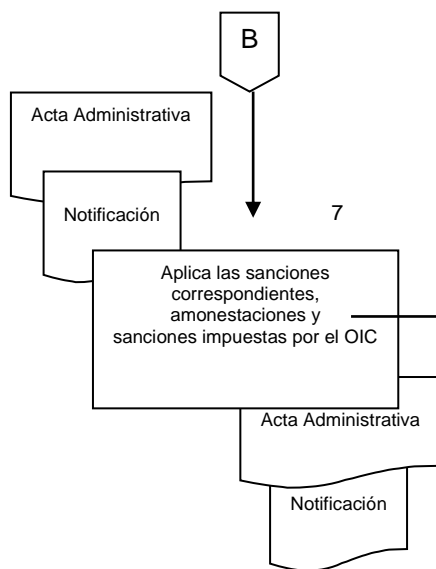 B
Acta Administrativa
Notificación
7
Aplica las sanciones
correspondientes,
amonestaciones y
sanciones impuestas por el OIC
Acta Administrativa
Notificación